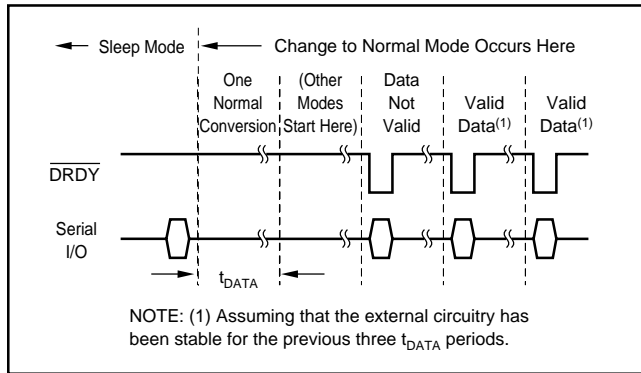 Sleep Mode
Change to Normal Mode Occurs Here
One
Normal
Conversion
(Other
Modes
Start Here)
Data
Not
Valid
Valid
Data(1)
Valid
Data(1)
DRDY
Serial
I/O
tDATA
NOTE: (1) Assuming that the external circuitry has
been stable for the previous three tDATA periods.